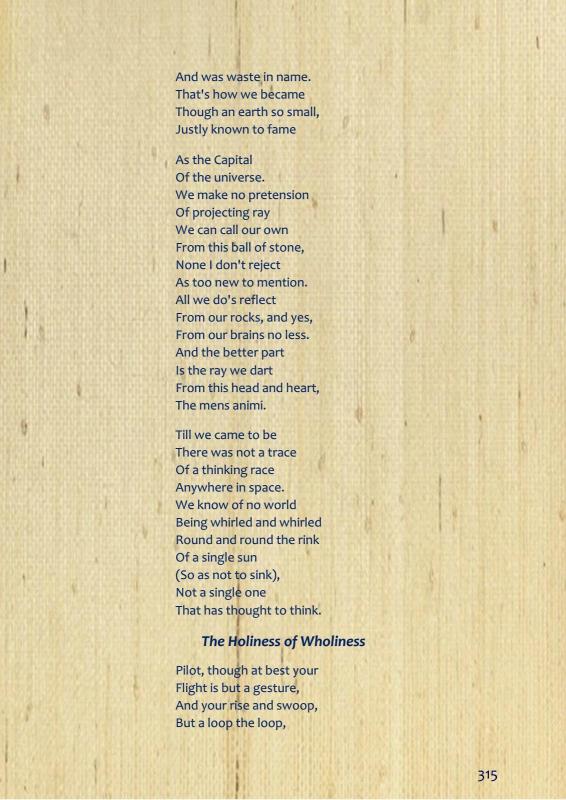 And was waste in name.
That's how we became
Though an earth so small,
Justly known to fame
As the Capital
Of the universe.
We make no pretension
Of projecting ray
We can call our own
From this ball of stone,
None I don't reject
As too new to mention.
All we do's reflect
From our rocks, and yes,
From our brains no less.
And the better part
Is the ray we dart
From this head and heart,
The mens animi.
Till we came to be
There was not a trace
Of a thinking race
Anywhere in space.
We know of no world
Being whirled and whirled
Round and round the rink
Of a single sun
(So as not to sink),
Not a single one
That has thought to think.
The Holiness of Wholiness
Pilot, though at best your
Flight is but a gesture,
And your rise and swoop,
But a loop the loop,
315